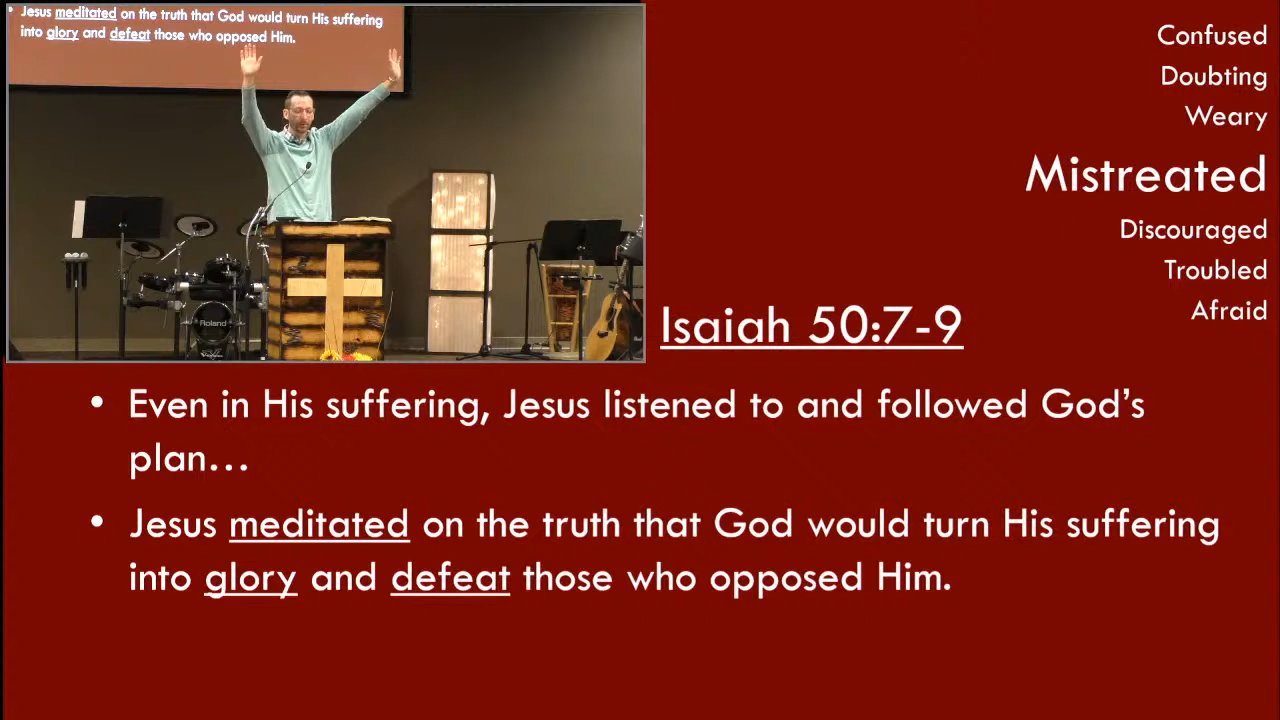 • Jesus meditated on the truth that God would turn His suffering
into glory and defeat those who opposed Him.
Roland
Confused
Doubting
Weary
Mistreated
Discouraged
Troubled
Afraid
Isaiah 50:7-9
• Even in His suffering, Jesus listened to and followed God’s
plan…
• Jesus meditated on the truth that God would turn His suffering
into glory and defeat those who opposed Him.